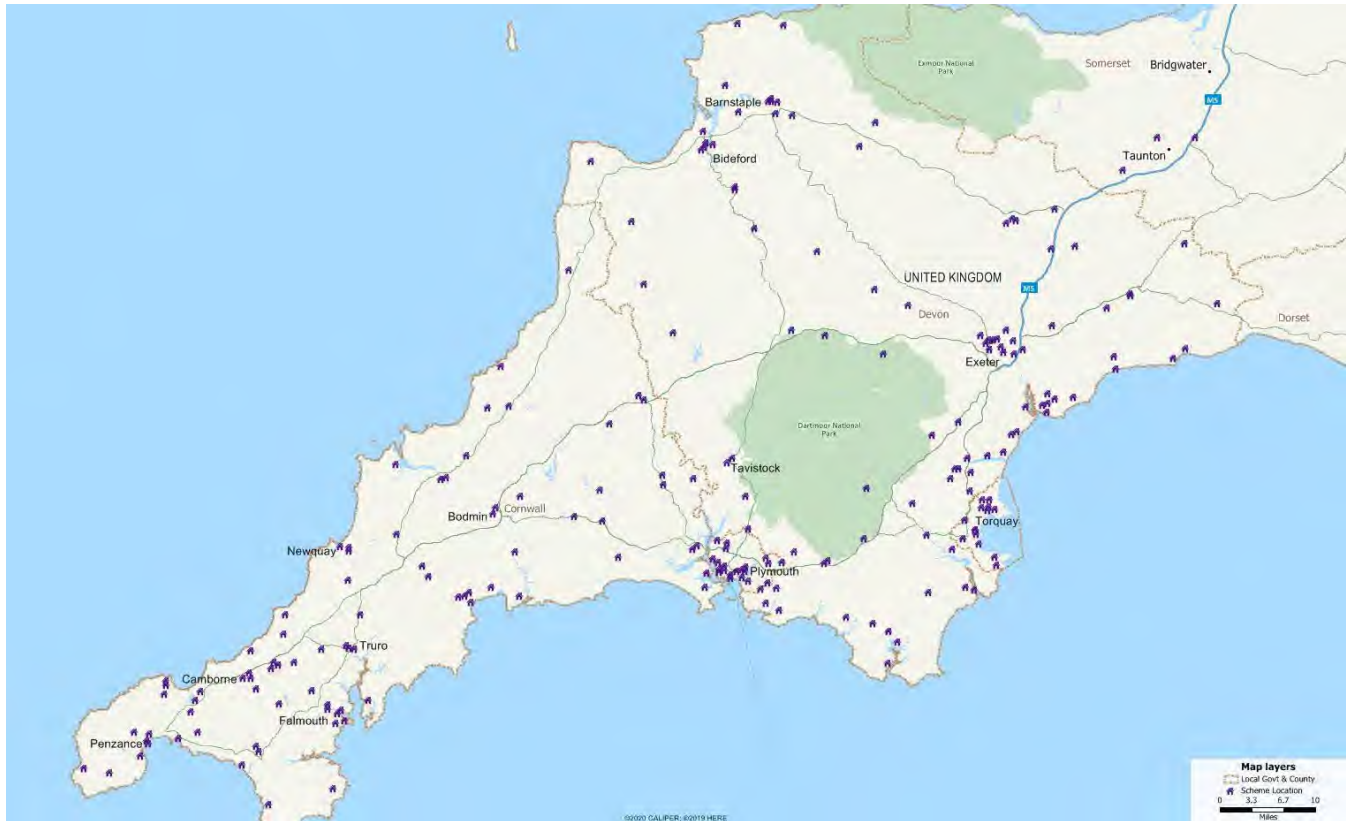 Exmoor National
Park
Somerset
Bridgwater
M5
Barnstaple
Taunton
Bideford
UNITED KINGDOM
M5
Devon
Dorset
Exeter
Dartmoor National
Park
Tavistock
Bodmin
Cornwall
Torquay
Newquay
Plymouth
Truro
Camborne
Falmouth
Penzance
Map layers
Local Govt & County
Scheme Location
0 3.3 6.7 10
Miles
©2020 CALIPER; ©2019 HERE